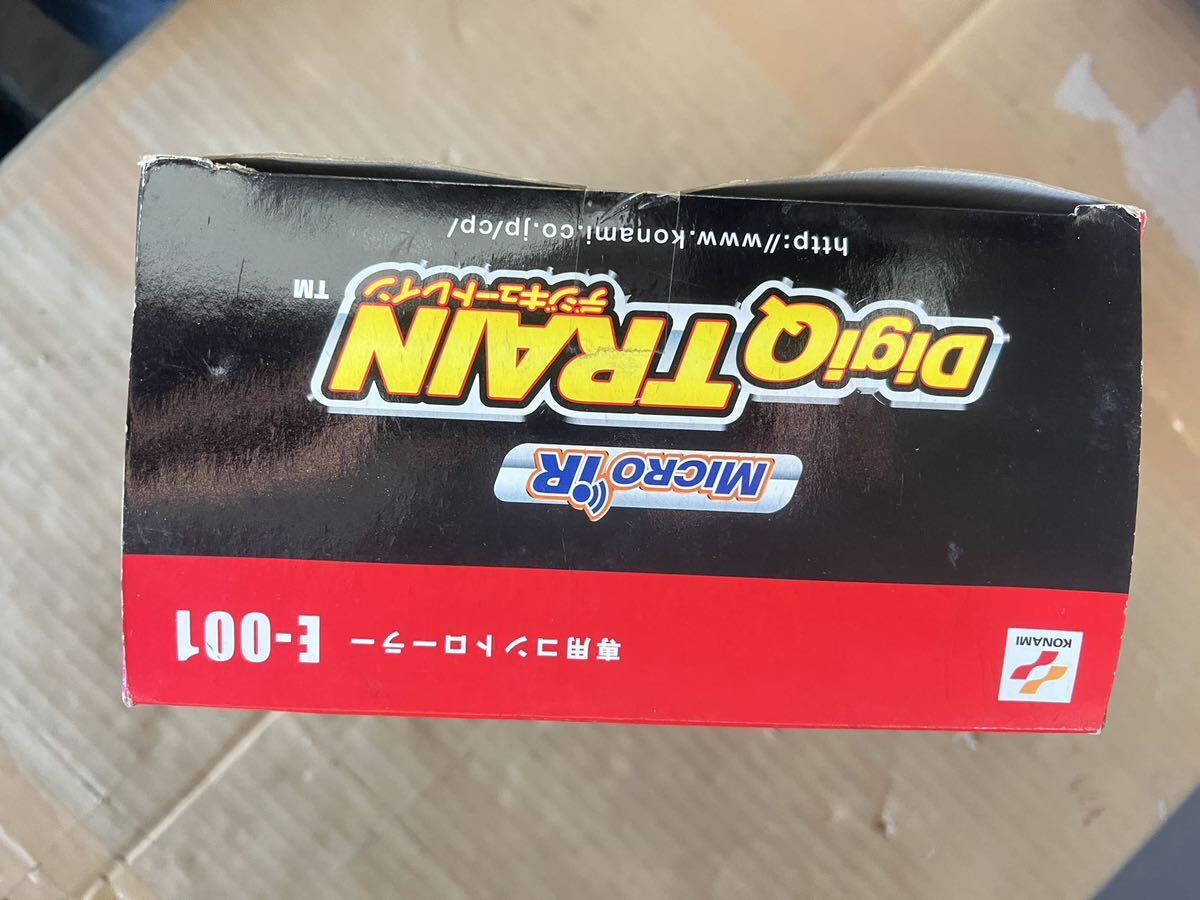 KONAMI
専用コントローラー E-001
MICRO iR
DigiQ TRAIN
デジキュートレイン
TM
http://www.konami.co.jp/cp/